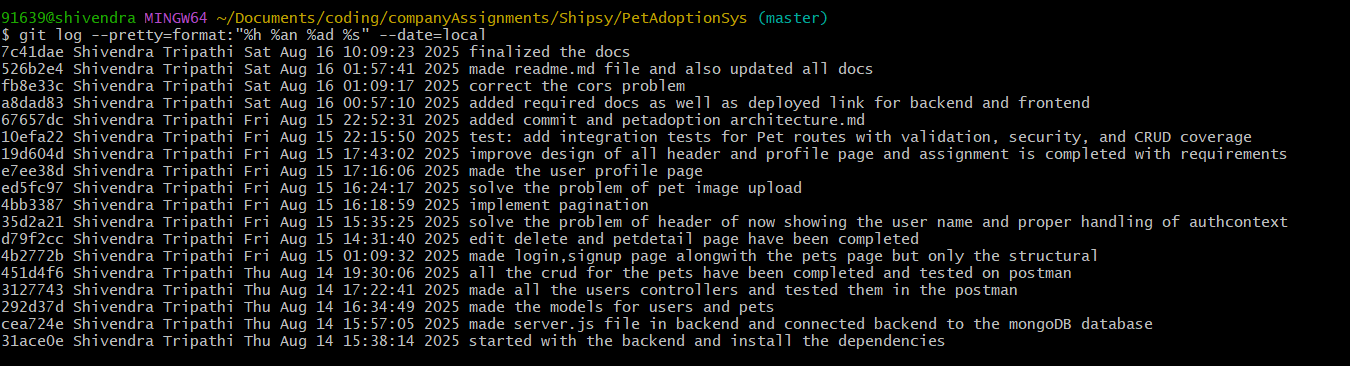 91639@shivendra MINGW64 ~/Documents/coding/companyAssignments/Shipsy/PetAdoptionSys (master)
$ git log --pretty=format:"%h %an %ad %s" --date=local
7c41dae Shivendra Tripathi Sat Aug 16 10:09:23 2025 finalized the docs
526b2e4 Shivendra Tripathi Sat Aug 16 01:57:41 2025 made readme.md file and also updated all docs
fb8e33c Shivendra Tripathi Sat Aug 16 01:09:17 2025 correct the cors problem
a8dad83 Shivendra Tripathi Sat Aug 16 00:57:10 2025 added required docs as well as deployed link for backend and frontend
67657dc Shivendra Tripathi Fri Aug 15 22:52:31 2025 added commit and petadoption architecture.md
10efa22 Shivendra Tripathi Fri Aug 15 22:15:50 2025 test: add integration tests for Pet routes with validation, security, and CRUD coverage
19d604d Shivendra Tripathi Fri Aug 15 17:43:02 2025 improve design of all header and profile page and assignment is completed with requirements
e7ee38d Shivendra Tripathi Fri Aug 15 17:16:06 2025 made the user profile page
ed5fc97 Shivendra Tripathi Fri Aug 15 16:24:17 2025 solve the problem of pet image upload
4bb3387 Shivendra Tripathi Fri Aug 15 16:18:59 2025 implement pagination
35d2a21 Shivendra Tripathi Fri Aug 15 15:35:25 2025 solve the problem of header of now showing the user name and proper handling of authcontext
d79f2cc Shivendra Tripathi Fri Aug 15 14:31:40 2025 edit delete and petdetail page have been completed
4b2772b Shivendra Tripathi Fri Aug 15 01:09:32 2025 made login,signup page alongwith the pets page but only the structural
451d4f6 Shivendra Tripathi Thu Aug 14 19:30:06 2025 all the crud for the pets have been completed and tested on postman
3127743 Shivendra Tripathi Thu Aug 14 17:22:41 2025 made all the users controllers and tested them in the postman
292d37d Shivendra Tripathi Thu Aug 14 16:34:49 2025 made the models for users and pets
cea724e Shivendra Tripathi Thu Aug 14 15:57:05 2025 made server.js file in backend and connected backend to the mongoDB database
31ace0e Shivendra Tripathi Thu Aug 14 15:38:14 2025 started with the backend and install the dependencies